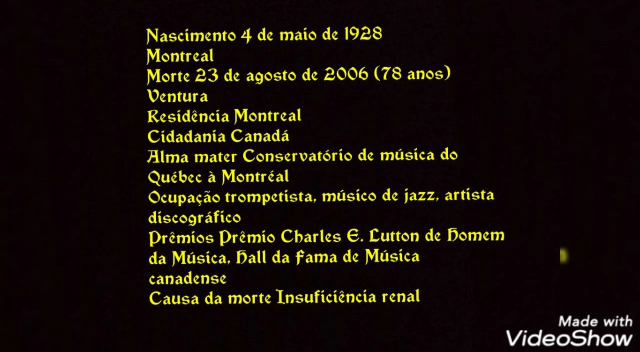 Nascimento 4 de maio de 1928
Montreal
Morte 23 de agosto de 2006 (78 anos)
Ventura
Residência Montreal
Cidadania Canadá
Alma mater Conservatório de música do
Québec à Montréal
Ocupação trompetista, músico de jazz, artista
discográfico
Prêmios Prêmio Charles E. Lutton de Homem
da Música, Hall da Fama de Música
canadense
Causa da morte Insuficiência renal
Made with
VideoShow